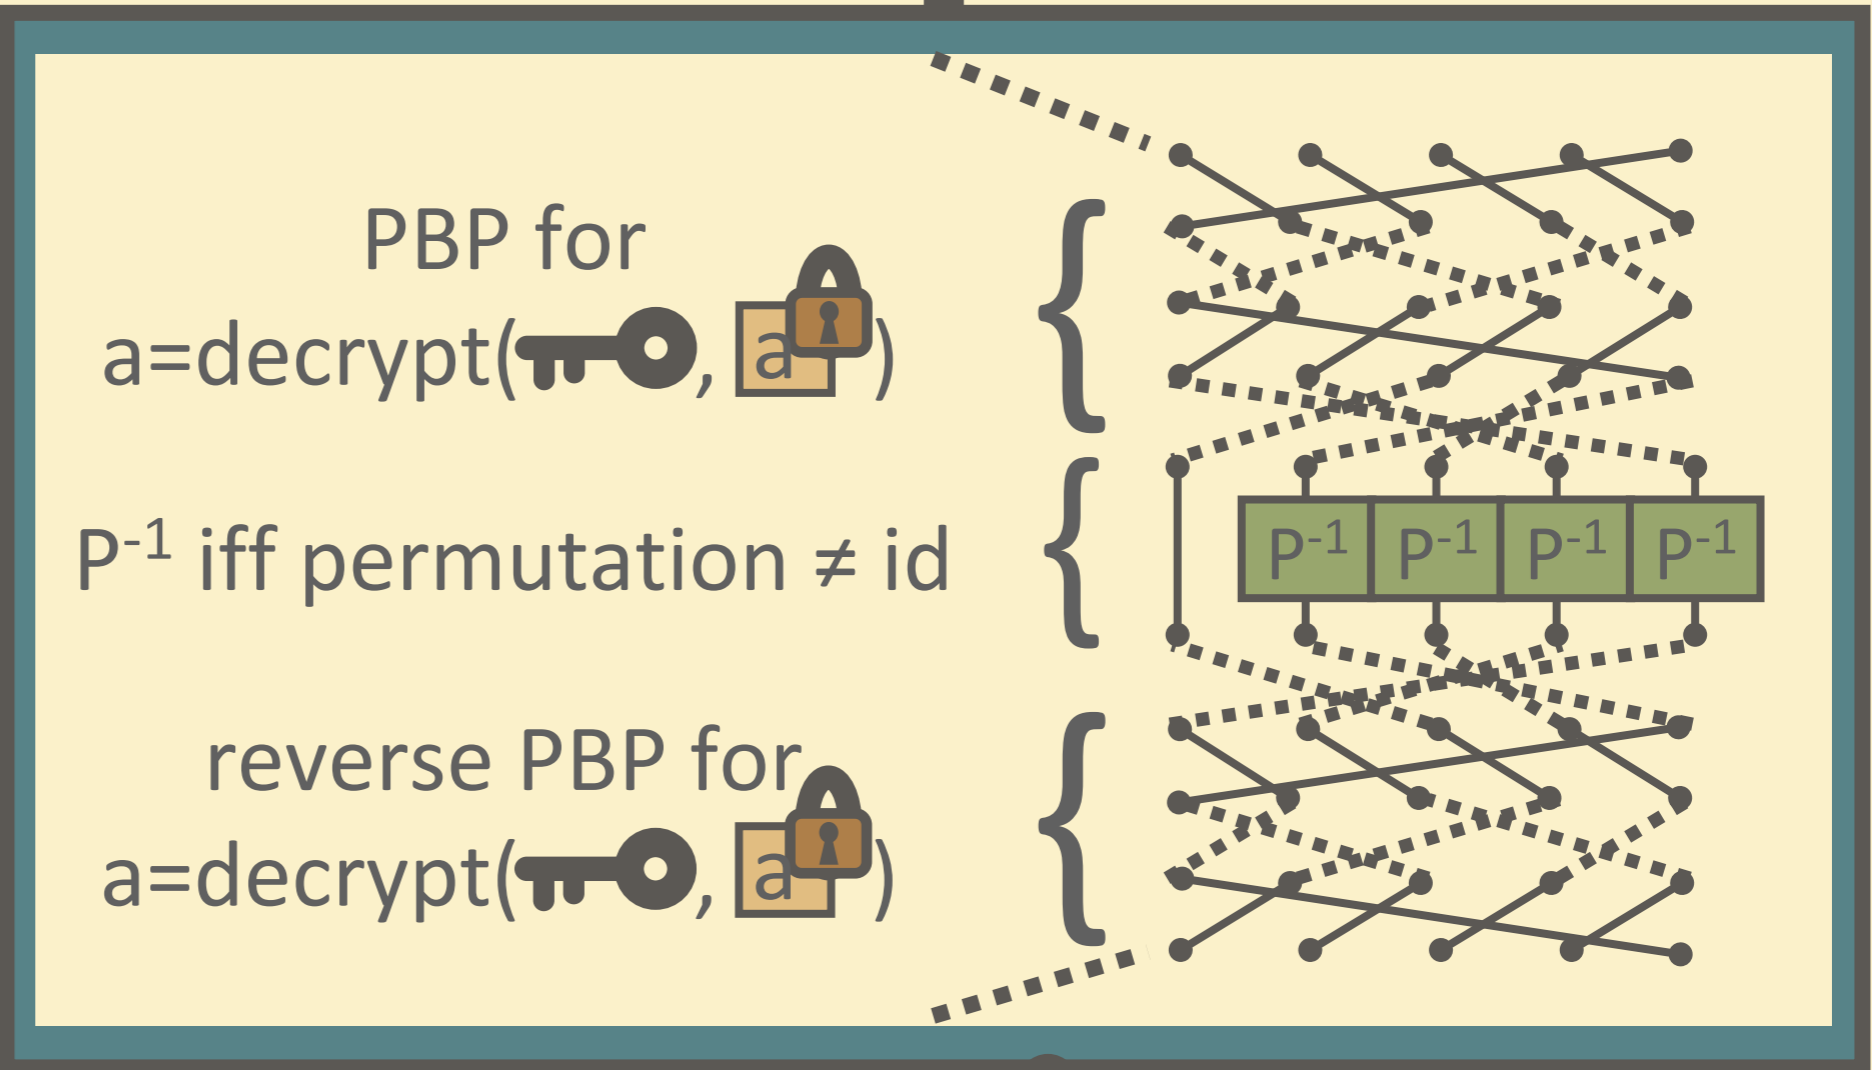 PBP for
a=decrypt( , a )
P⁻¹ iff permutation ≠ id
P⁻¹ P⁻¹ P⁻¹ P⁻¹
reverse PBP for
a=decrypt( , a )